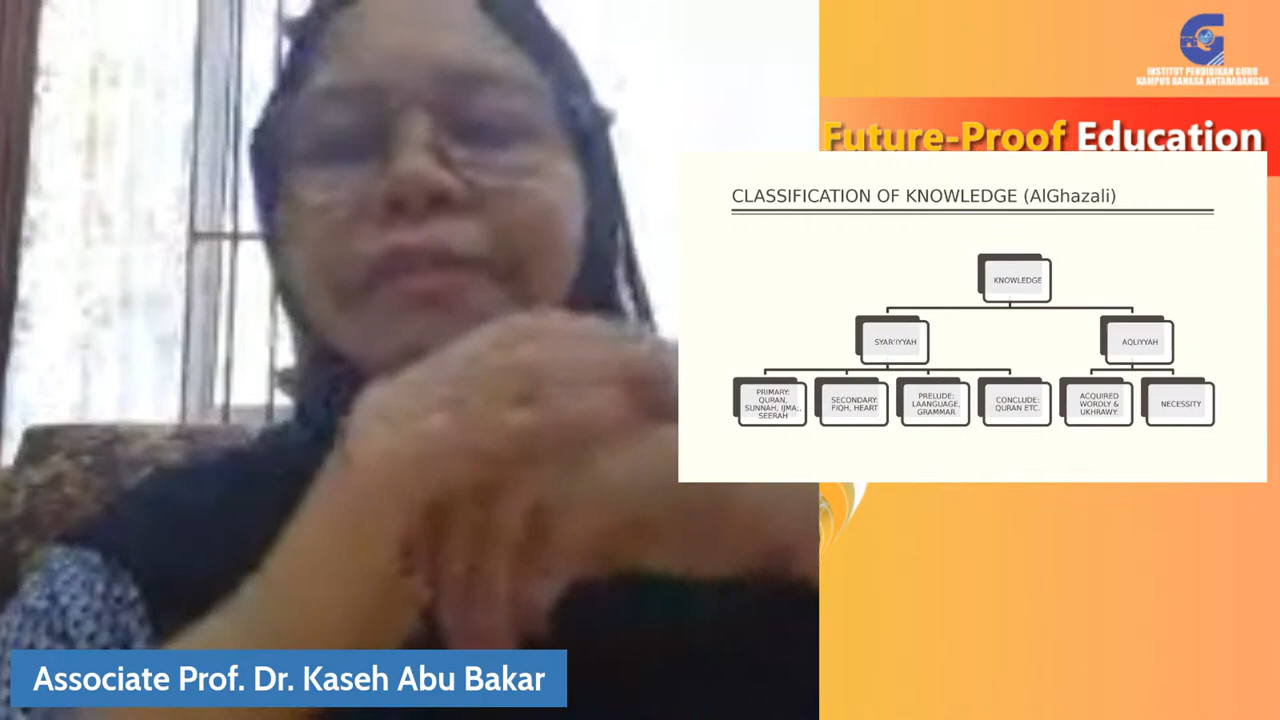 INSTITUT PENDIDIKAN GURU
KAMPUS BAHASA ANTARABANGSA
Future-Proof Education
CLASSIFICATION OF KNOWLEDGE (AlGhazali)
KNOWLEDGE
SYAR'IYYAH
AQLIYYAH
PRIMARY:
QURAN,
SUNNAH, IJMA;,
SEERAH
SECONDARY:
FIQH, HEART
PRELUDE:
LAANGUAGE,
GRAMMAR
CONCLUDE:
QURAN ETC.
ACQUIRED
WORDLY &
UKHRAWY.
NECESSITY
Associate Prof. Dr. Kaseh Abu Bakar